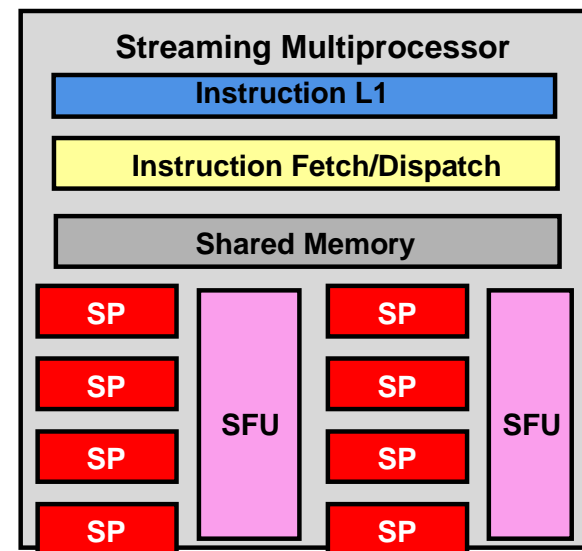 Streaming Multiprocessor
Instruction L1
Instruction Fetch/Dispatch
Shared Memory
SP SP
SP SP
SFU SFU
SP SP
SP SP